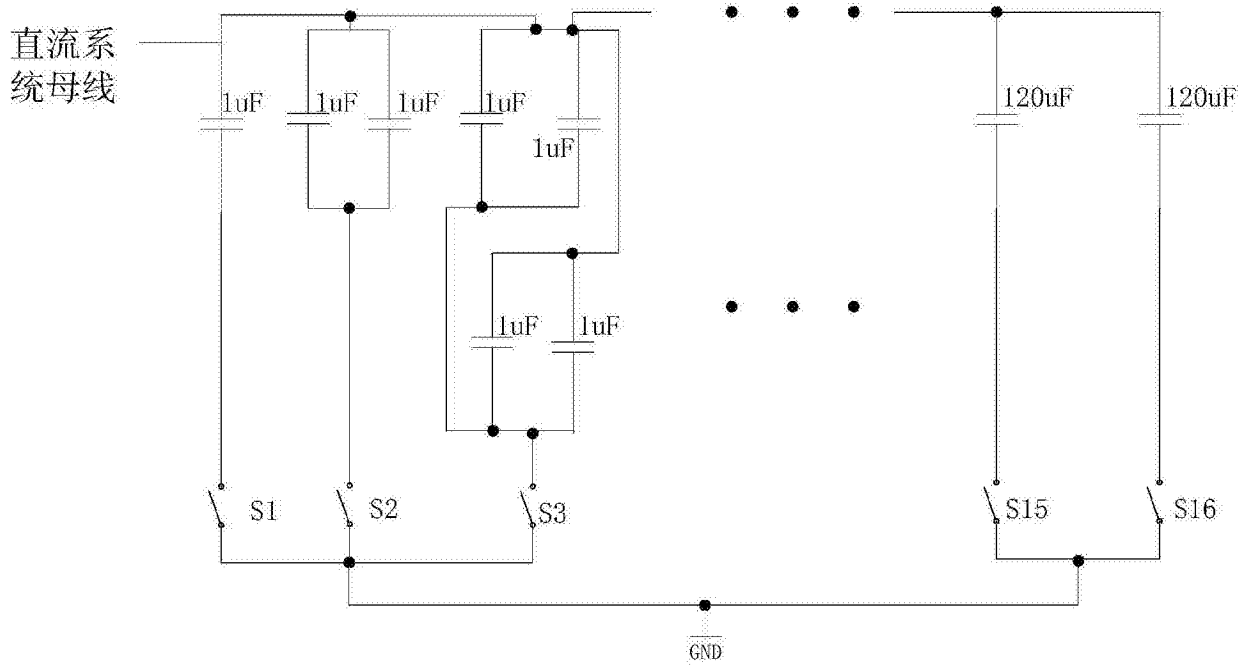 直流系
统母线
1uF
1uF
1uF
1uF
1uF
120uF
120uF
1uF
1uF
S1
S2
S3
S15
S16
GND